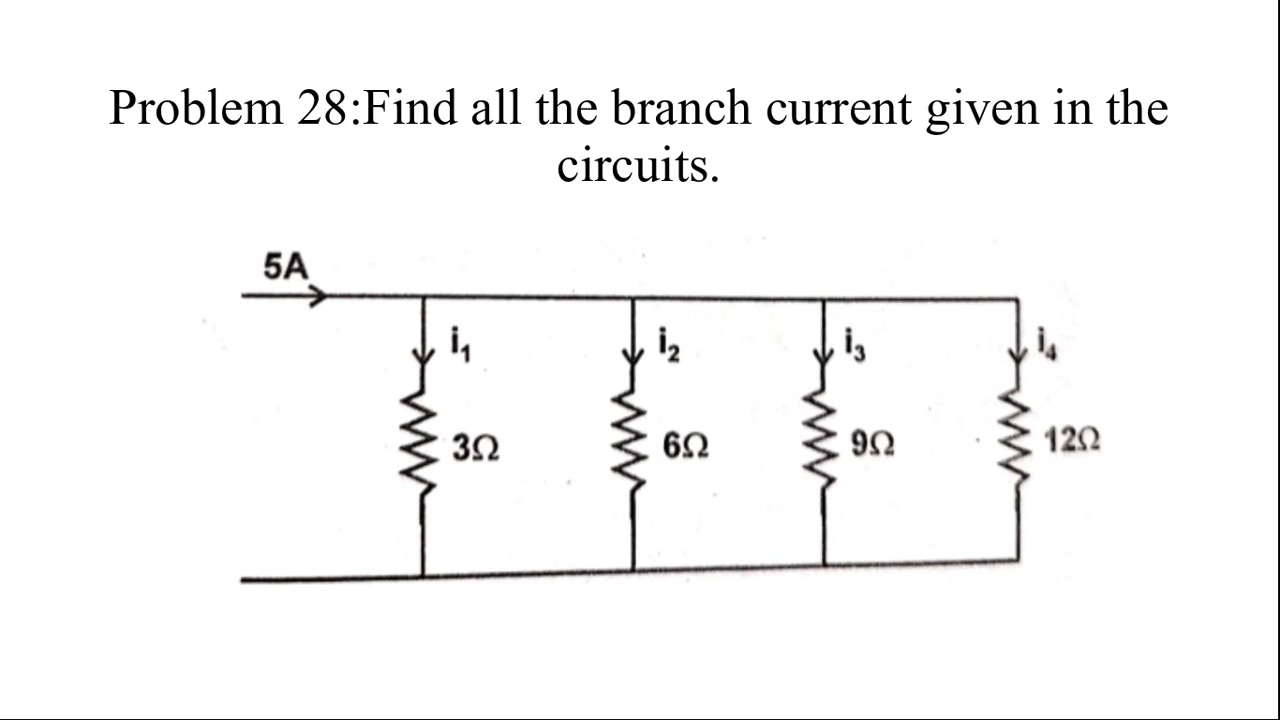 Problem 28:Find all the branch current given in the
circuits.
5A
i₁
i₂
i₃
i₄
3Ω
6Ω
9Ω
12Ω